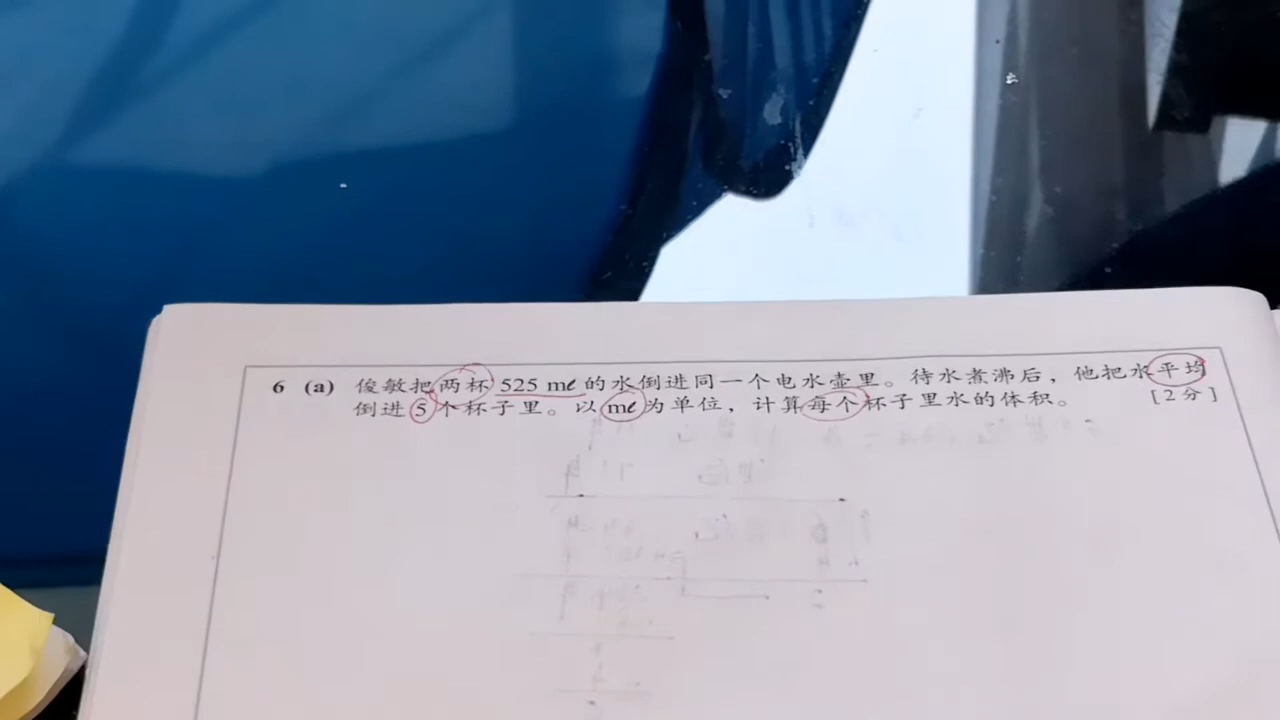 6 (a) 俊敏把两杯 525 mℓ 的水倒进同一个电水壶里。待水煮沸后，他把水平均
倒进 5 个杯子里。以 mℓ 为单位，计算每个杯子里水的体积。 [2 分]